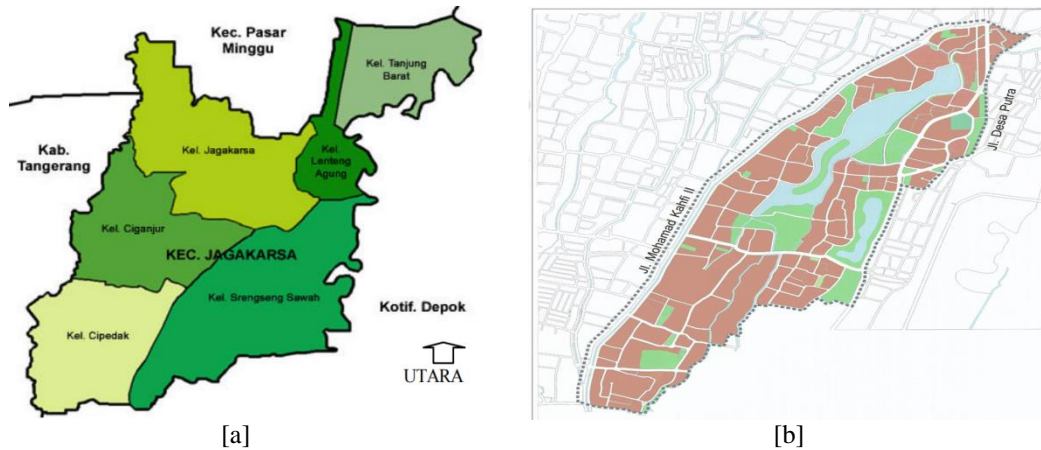 Kec. Pasar
Minggu
Kel. Tanjung
Barat
Kab.
Tangerang
Kel. Jagakarsa
Kel.
Lenteng
Agung
Kel. Ciganjur
KEC. JAGAKARSA
Kel. Srengseng Sawah
Kel. Cipedak
Kotif. Depok
UTARA
[a]
Jl. Mohamad Kahfi II
Jl. Desa Putra
[b]